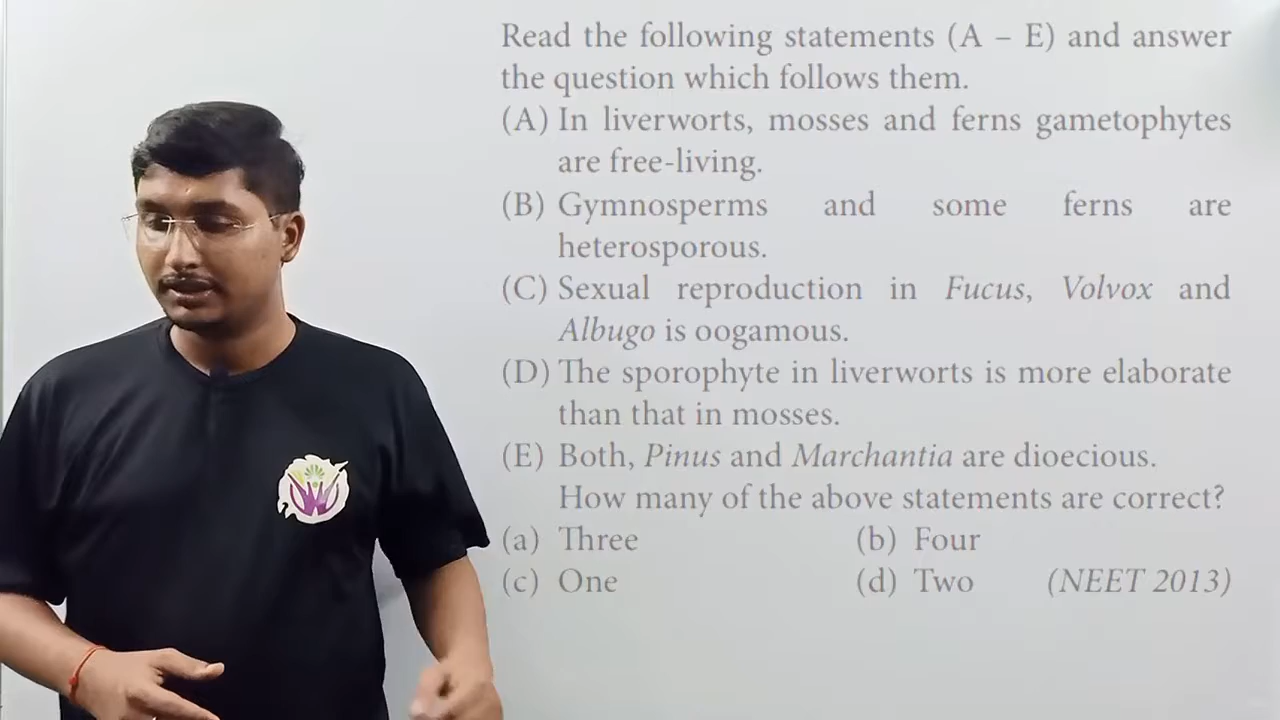 Read the following statements (A – E) and answer
the question which follows them.
(A) In liverworts, mosses and ferns gametophytes
are free-living.
(B) Gymnosperms and some ferns are
heterosporous.
(C) Sexual reproduction in Fucus, Volvox and
Albugo is oogamous.
(D) The sporophyte in liverworts is more elaborate
than that in mosses.
(E) Both, Pinus and Marchantia are dioecious.
How many of the above statements are correct?
(a) Three (b) Four
(c) One (d) Two (NEET 2013)